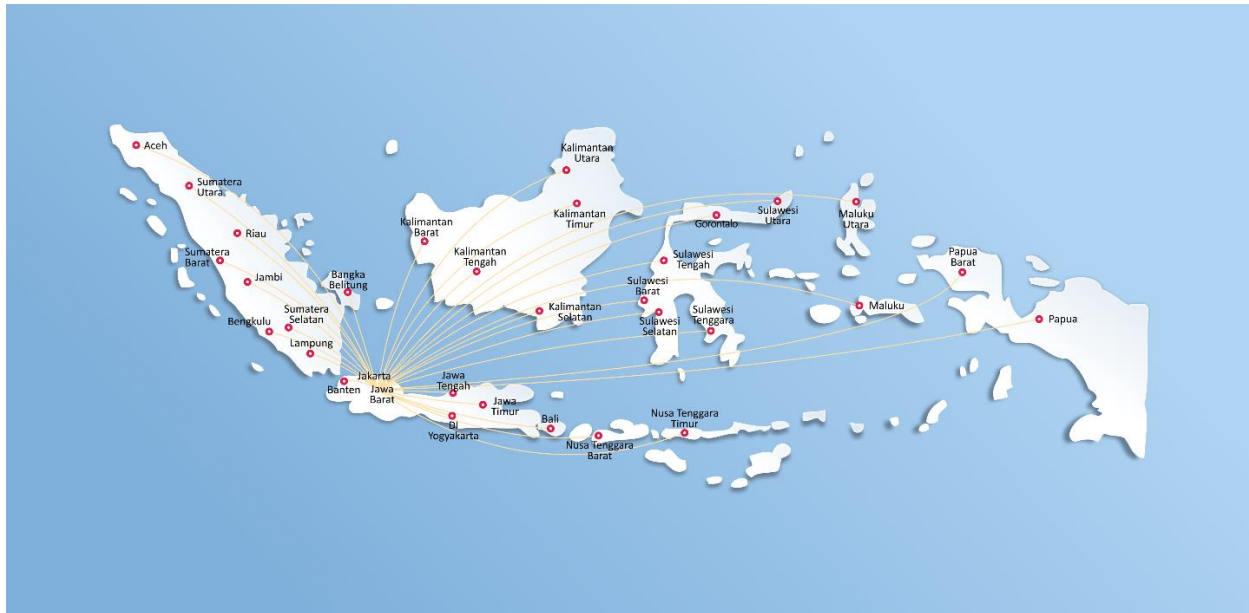 Aceh
Sumatera
Utara
Riau
Sumatera
Barat
Jambi
Bangka
Belitung
Sumatera
Selatan
Bengkulu
Lampung
Jakarta
Banten
Jawa
Barat
Jawa
Tengah
Jawa
Timur
DI
Yogyakarta
Bali
Nusa Tenggara
Barat
Nusa Tenggara
Timur
Kalimantan
Utara
Kalimantan
Timur
Kalimantan
Barat
Kalimantan
Tengah
Kalimantan
Selatan
Gorontalo
Sulawesi
Utara
Sulawesi
Tengah
Sulawesi
Barat
Sulawesi
Selatan
Sulawesi
Tenggara
Maluku
Utara
Maluku
Papua
Barat
Papua